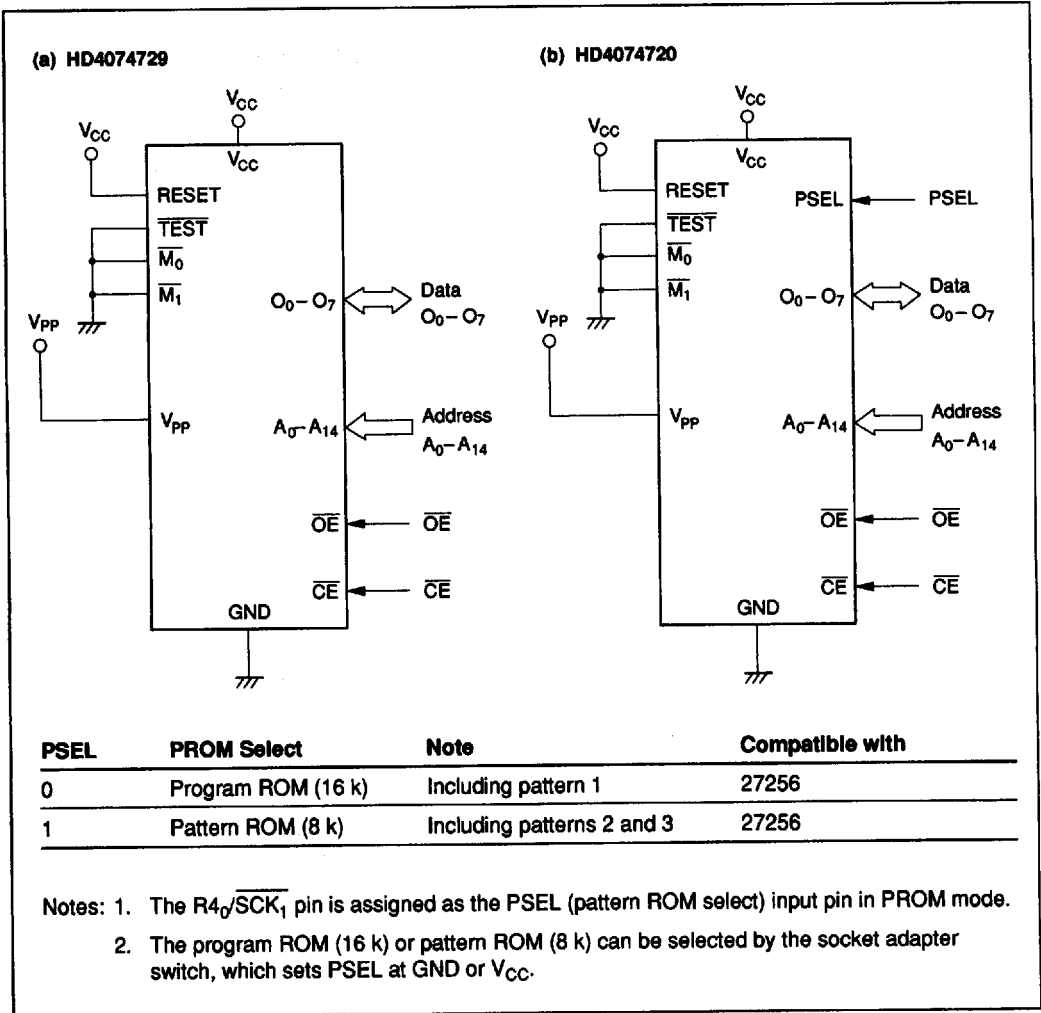 (a) HD4074729
VCC
VCC
VCC
RESET
TEST
M0
M1
O0–O7
Data
O0–O7
VPP
VPP
A0–A14
Address
A0–A14
OE
OE
CE
CE
GND
(b) HD4074720
VCC
VCC
VCC
RESET
PSEL
PSEL
TEST
M0
M1
O0–O7
Data
O0–O7
VPP
VPP
A0–A14
Address
A0–A14
OE
OE
CE
CE
GND
PSEL PROM Select Note Compatible with
0 Program ROM (16 k) Including pattern 1 27256
1 Pattern ROM (8 k) Including patterns 2 and 3 27256
Notes: 1. The R40/SCK1 pin is assigned as the PSEL (pattern ROM select) input pin in PROM mode.
2. The program ROM (16 k) or pattern ROM (8 k) can be selected by the socket adapter
switch, which sets PSEL at GND or VCC.